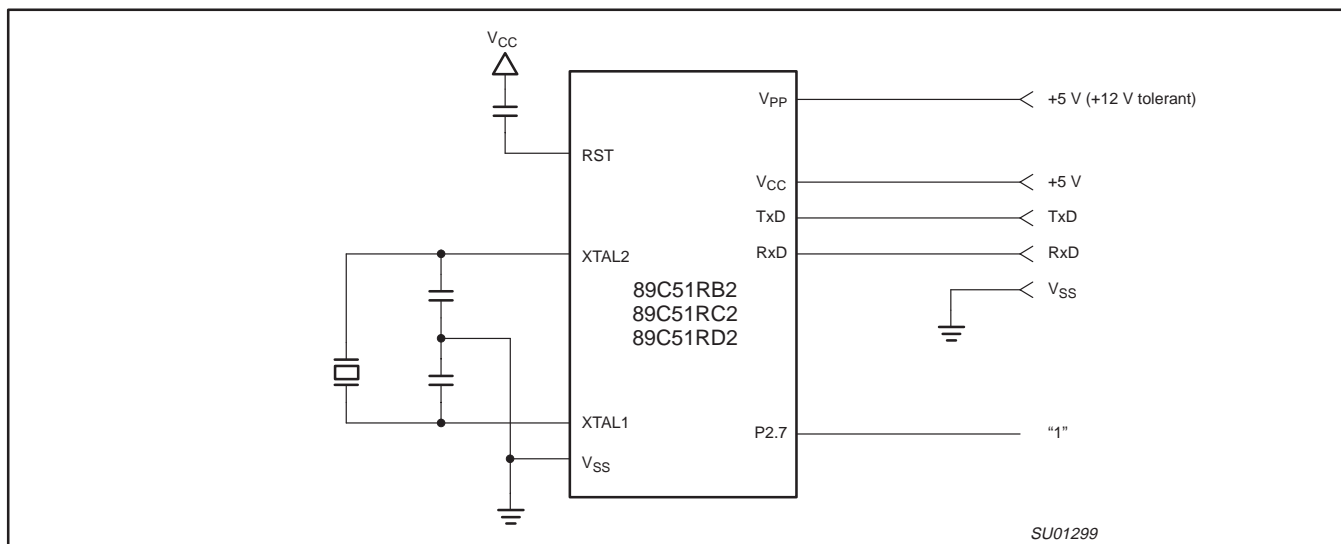 VCC
VPP
+5 V (+12 V tolerant)
RST
VCC
+5 V
TxD
TxD
RxD
RxD
XTAL2
VSS
89C51RB2
89C51RC2
89C51RD2
XTAL1
P2.7
“1”
VSS
SU01299